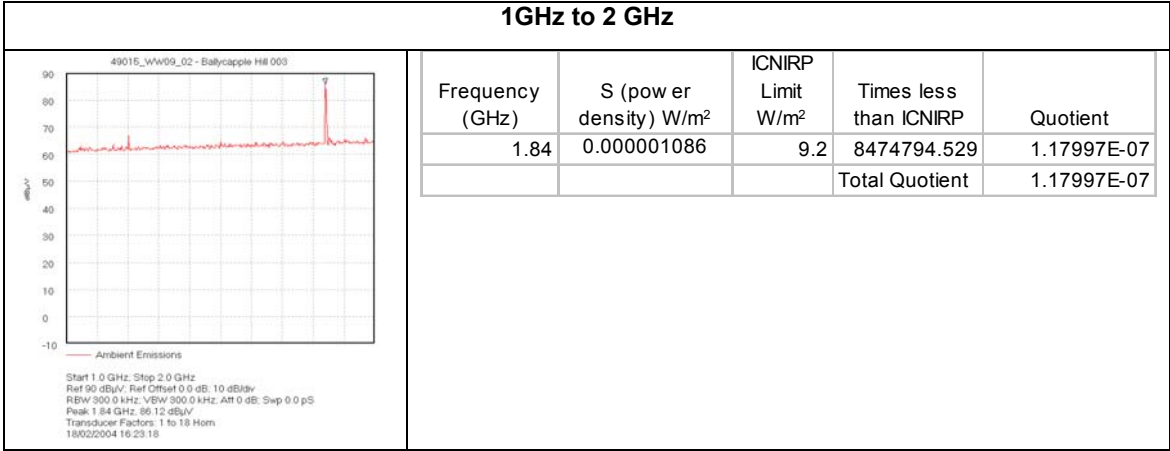 1GHz to 2 GHz
49015_WW09_02 - Ballycapple Hill 003
90
80
70
60
50
40
30
20
10
0
-10
dBµV
Ambient Emissions
Start 1.0 GHz; Stop 2.0 GHz
Ref 90 dBµV; Ref Offset 0.0 dB; 10 dB/div
RBW 300.0 kHz; VBW 300.0 kHz; Att 0 dB; Swp 0.0 pS
Peak 1.84 GHz, 86.12 dBµV
Transducer Factors: 1 to 18 Horn
18/02/2004 16:23:18
Frequency (GHz)
S (pow er density) W/m²
ICNIRP Limit W/m²
Times less than ICNIRP
Quotient
1.84 0.000001086 9.2 8474794.529 1.17997E-07
Total Quotient 1.17997E-07